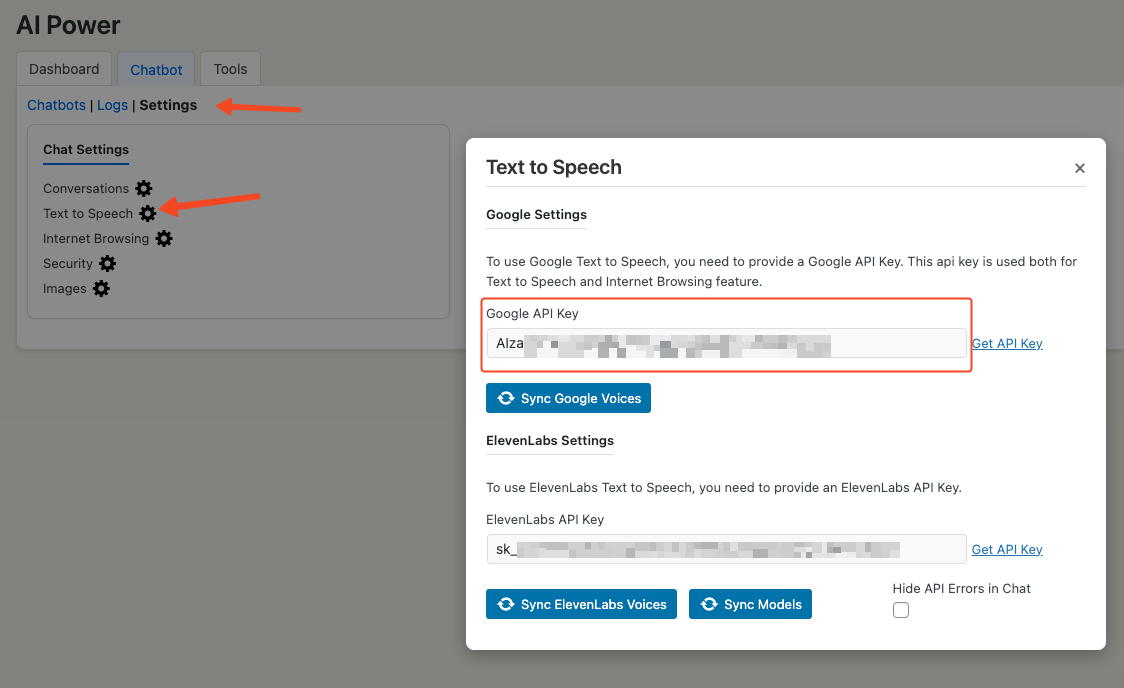 AI Power
Dashboard
Chatbot
Tools
Chatbots | Logs | Settings
Chat Settings
Conversations
Text to Speech
Internet Browsing
Security
Images
Text to Speech
×
Google Settings
To use Google Text to Speech, you need to provide a Google API Key. This api key is used both for
Text to Speech and Internet Browsing feature.
Google API Key
AIza
Get API Key
Sync Google Voices
ElevenLabs Settings
To use ElevenLabs Text to Speech, you need to provide an ElevenLabs API Key.
ElevenLabs API Key
sk_
Get API Key
Sync ElevenLabs Voices
Sync Models
Hide API Errors in Chat